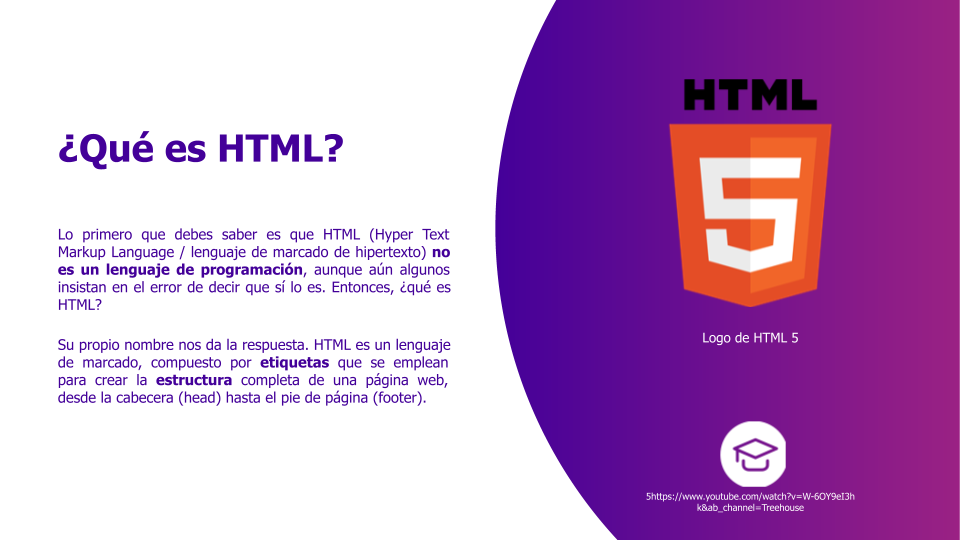 ¿Qué es HTML?
Lo primero que debes saber es que HTML (Hyper Text
Markup Language / lenguaje de marcado de hipertexto) no
es un lenguaje de programación, aunque aún algunos
insistan en el error de decir que sí lo es. Entonces, ¿qué es
HTML?
Su propio nombre nos da la respuesta. HTML es un lenguaje
de marcado, compuesto por etiquetas que se emplean
para crear la estructura completa de una página web,
desde la cabecera (head) hasta el pie de página (footer).
HTML
5
Logo de HTML 5
5https://www.youtube.com/watch?v=W-6OY9eI3h
k&ab_channel=Treehouse